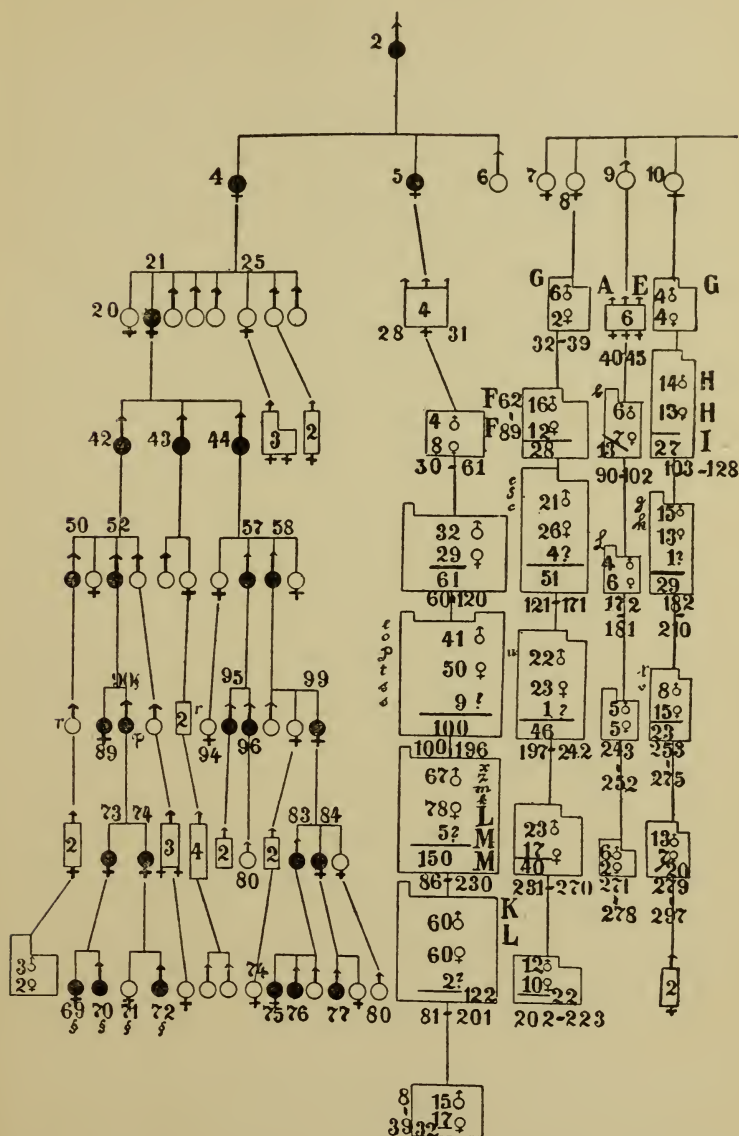 2
4 5 6 7 8 9 10
21 25
20
G 6♂ 2♀ 32-39
4 28 31
A E 6 40-45
4♂ 4♀ G
42 43 44 3 2
4♂ 8♀ 30-61
F62 F89 16♂ 12♀ 28
b 6♂ 7♀ 13 90-102
14♂ H
13♀ H
27 I
103-128
50 52 57 58
32♂
29♀
61
60-120
e
s
c
21♂
26♀
4?
51
121-171
f 4♂ 6♀ 172 181
g 15♂
h 13♀
1?
29
182
210
95 99
r 89 p 2 r 94 96
41♂
50♀
9?
100
100-196
u 22♂
23♀
1?
46
197-242
5♂
5♀
243
252
r 8♂
v 15♀
23
253
275
73 74 83 84
2 3 4 2 80 2
67♂ x
z
78♀ m
k
L
5? M
150 M
86-230
23♂
17♀
40
231-270
6♂
2♀
271
278
13♂
7♀
20
279
297
3♂
2♀
69 70 71 72 74 75 76 77 80
§ § § §
60♂ K
60♀ L
2?
122
81-201
12♂
10♀
22
202-223
2
8 15♂
17♀
39 32